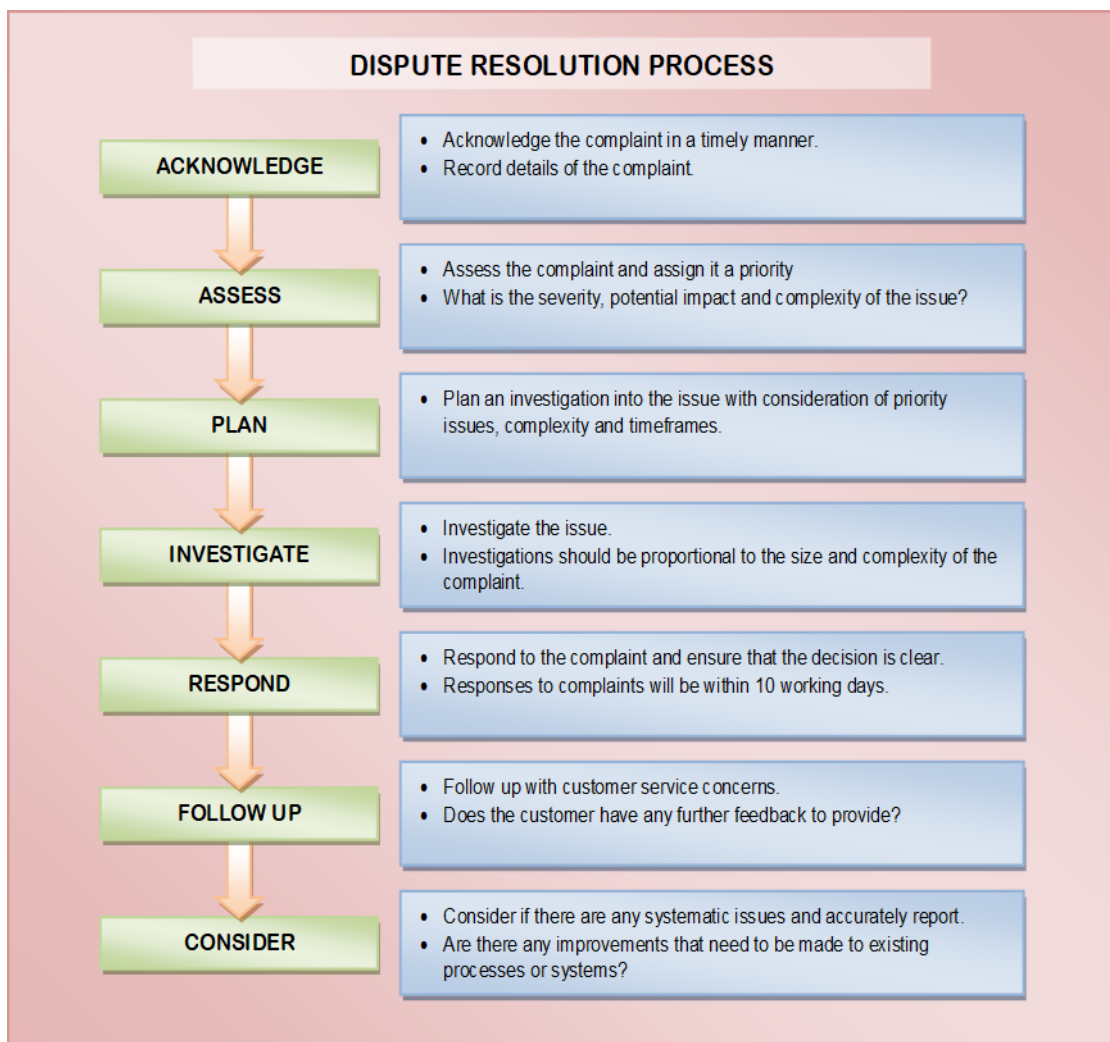 DISPUTE RESOLUTION PROCESS
ACKNOWLEDGE
• Acknowledge the complaint in a timely manner.
• Record details of the complaint.
ASSESS
• Assess the complaint and assign it a priority
• What is the severity, potential impact and complexity of the issue?
PLAN
• Plan an investigation into the issue with consideration of priority
issues, complexity and timeframes.
INVESTIGATE
• Investigate the issue.
• Investigations should be proportional to the size and complexity of the
complaint.
RESPOND
• Respond to the complaint and ensure that the decision is clear.
• Responses to complaints will be within 10 working days.
FOLLOW UP
• Follow up with customer service concerns.
• Does the customer have any further feedback to provide?
CONSIDER
• Consider if there are any systematic issues and accurately report.
• Are there any improvements that need to be made to existing
processes or systems?